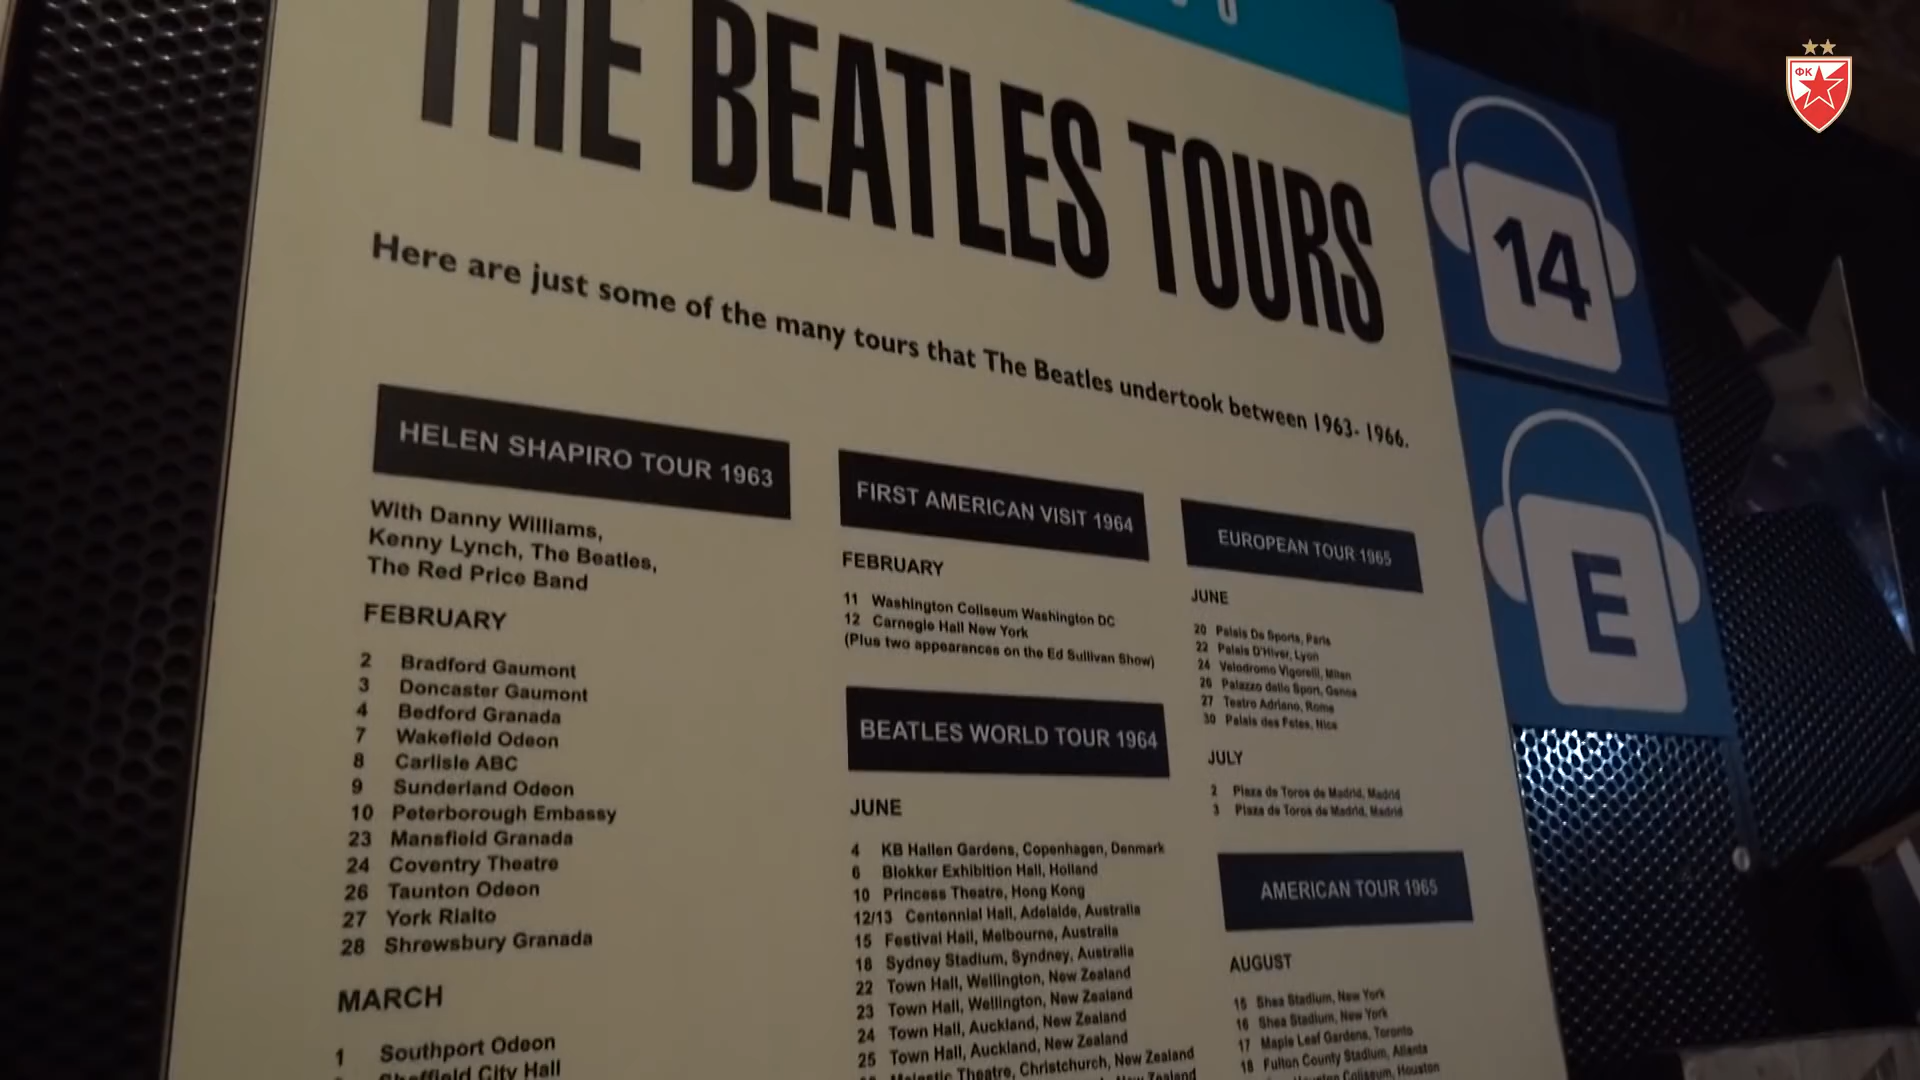 THE BEATLES TOURS
Here are just some of the many tours that The Beatles undertook between 1963- 1966.
HELEN SHAPIRO TOUR 1963
With Danny Williams,
Kenny Lynch, The Beatles,
The Red Price Band
FEBRUARY
2 Bradford Gaumont
3 Doncaster Gaumont
4 Bedford Granada
7 Wakefield Odeon
8 Carlisle ABC
9 Sunderland Odeon
10 Peterborough Embassy
23 Mansfield Granada
24 Coventry Theatre
26 Taunton Odeon
27 York Rialto
28 Shrewsbury Granada
MARCH
1 Southport Odeon
Sheffield City Hall
FIRST AMERICAN VISIT 1964
FEBRUARY
11 Washington Coliseum Washington DC
12 Carnegie Hall New York
(Plus two appearances on the Ed Sullivan Show)
BEATLES WORLD TOUR 1964
JUNE
4 KB Hallen Gardens, Copenhagen, Denmark
6 Blokker Exhibition Hall, Holland
10 Princess Theatre, Hong Kong
12/13 Centennial Hall, Adelaide, Australia
15 Festival Hall, Melbourne, Australia
18 Sydney Stadium, Syndney, Australia
22 Town Hall, Wellington, New Zealand
23 Town Hall, Wellington, New Zealand
24 Town Hall, Auckland, New Zealand
25 Town Hall, Auckland, New Zealand
Majestic Theatre, Christchurch, New Zealand
New Zealand
EUROPEAN TOUR 1965
JUNE
20 Palais De Sports, Paris
22 Palais D'Hiver, Lyon
24 Velodromo Vigorelli, Milan
26 Palazzo dello Sport, Genoa
27 Teatro Adriano, Rome
30 Palais des Fetes, Nice
JULY
2 Plaza de Toros de Madrid, Madrid
3 Plaza de Toros de Madrid, Madrid
AMERICAN TOUR 1965
AUGUST
15 Shea Stadium, New York
16 Shea Stadium, New York
17 Maple Leaf Gardens, Toronto
18 Fulton County Stadium, Atlanta
Houston Coliseum, Houston
14
E
ФК